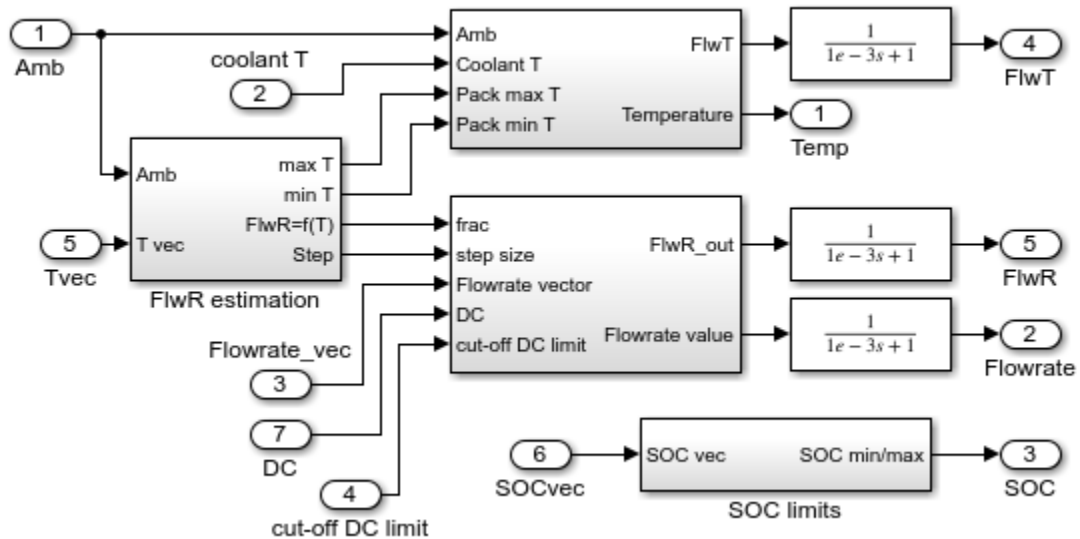 1
Amb
coolant T
2
Amb
Coolant T
Pack max T
Pack min T
FlwT
Temperature
1
1e − 3s + 1
4
FlwT
1
Temp
Amb
T vec
max T
min T
FlwR=f(T)
Step
FlwR estimation
5
Tvec
frac
step size
Flowrate vector
DC
cut-off DC limit
FlwR_out
Flowrate value
1
1e − 3s + 1
5
FlwR
1
1e − 3s + 1
2
Flowrate
Flowrate_vec
3
7
DC
4
cut-off DC limit
6
SOCvec
SOC vec
SOC min/max
SOC limits
3
SOC